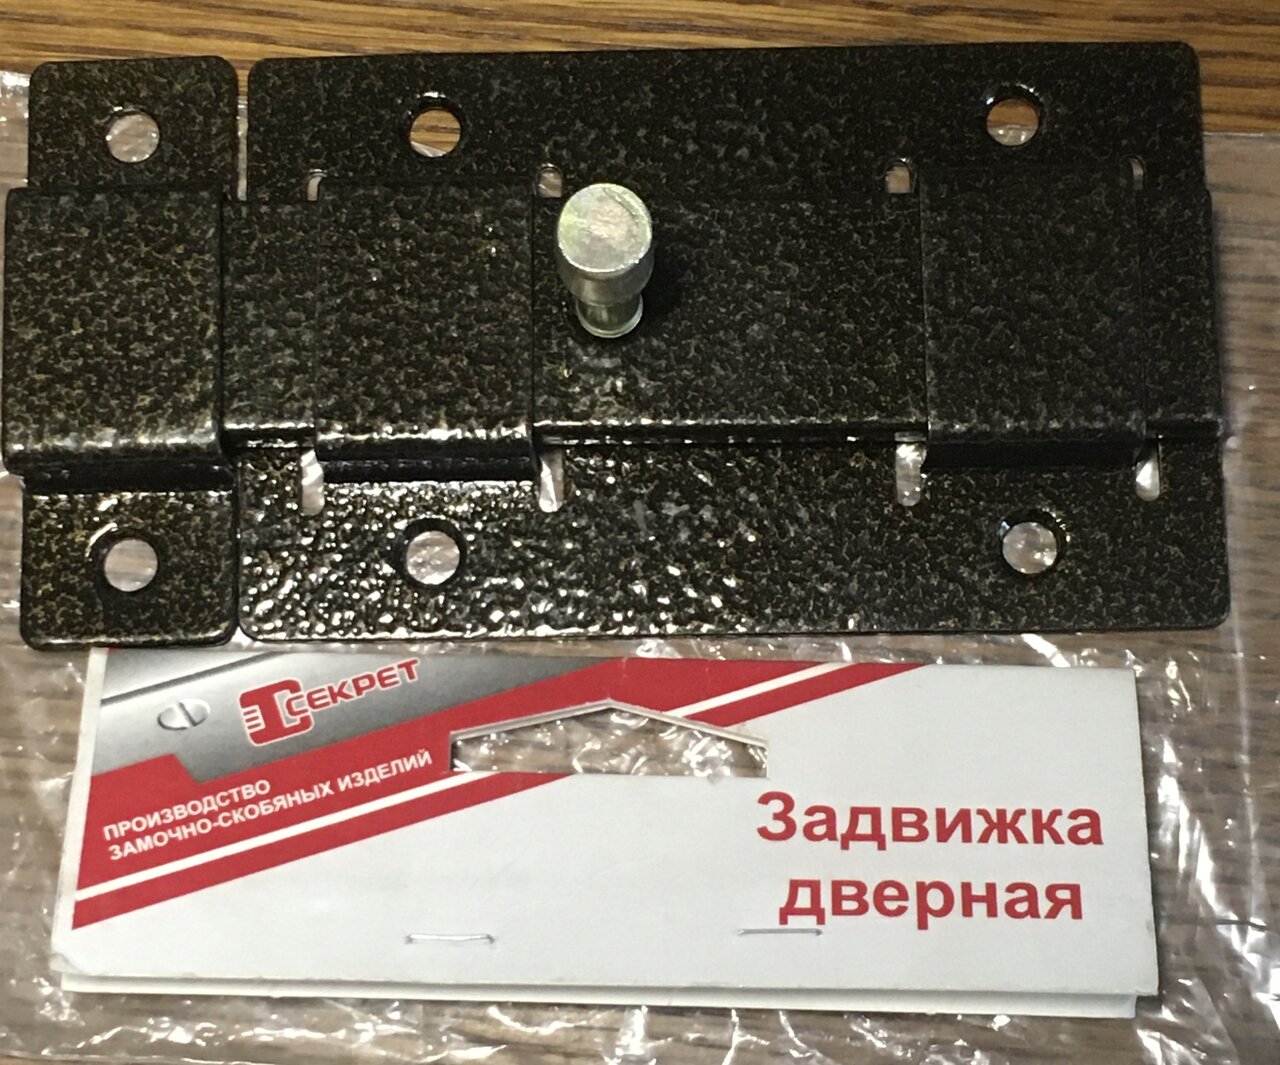 СЕКРЕТ
ПРОИЗВОДСТВО
ЗАМОЧНО-СКОБЯНЫХ ИЗДЕЛИЙ
Задвижка
дверная